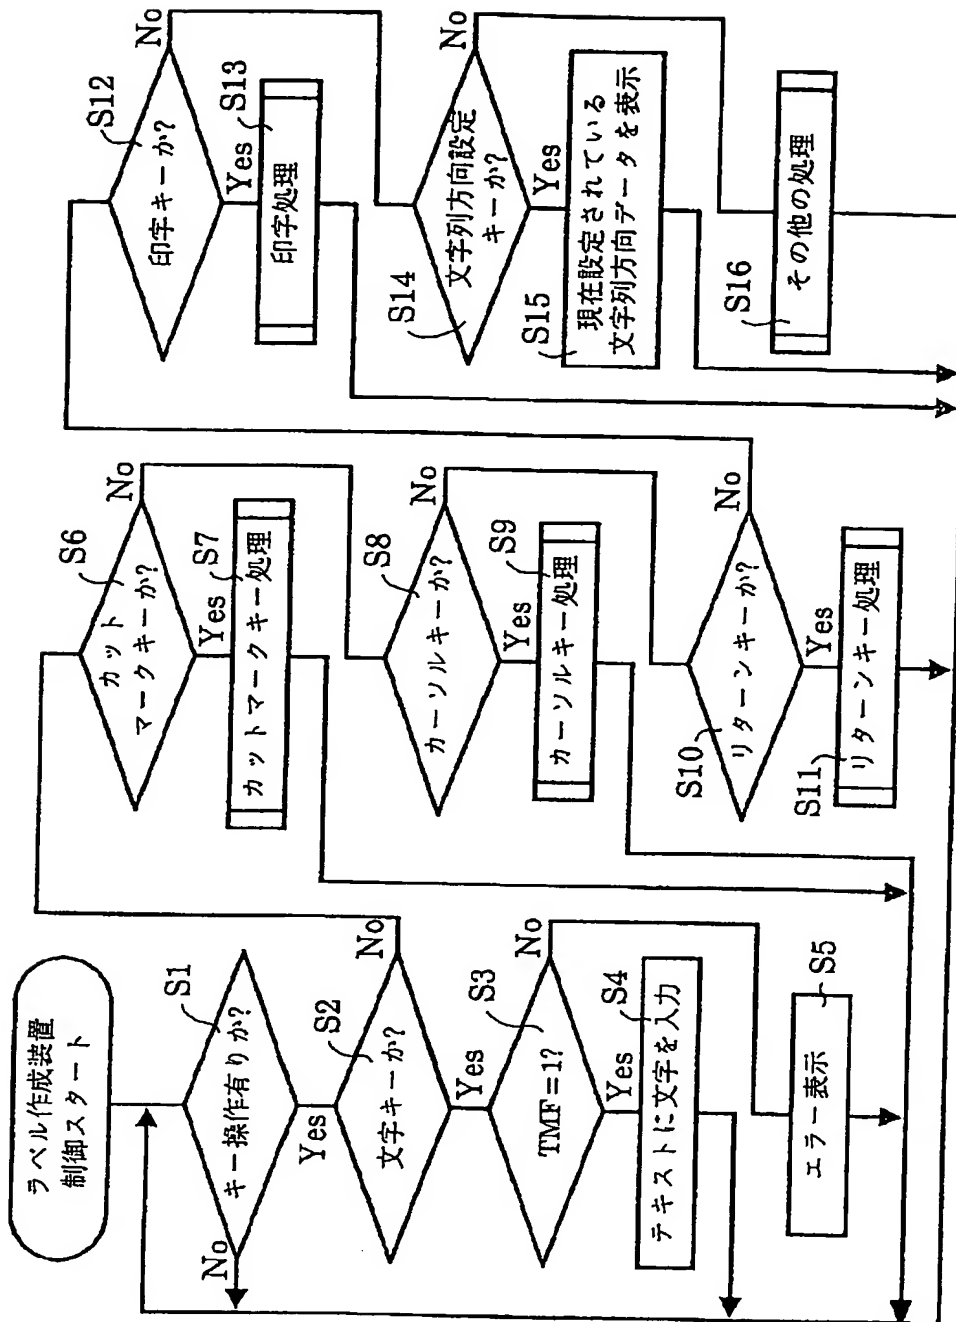 ラベル作成装置
制御スタート
S1
キー操作有りか?
No
Yes
S2
文字キーか?
No
Yes
S3
TMF=1?
No
Yes
S4
テキストに文字を入力
S5
エラー表示
S6
カット
マークキーか?
No
Yes
S7
カットマークキー処理
S8
カーソルキーか?
No
Yes
S9
カーソルキー処理
S10
リターンキーか?
No
Yes
S11
リターンキー処理
S12
印字キーか?
No
Yes
S13
印字処理
S14
文字列方向設定
キーか?
No
Yes
S15
現在設定されている
文字列方向データを表示
S16
その他の処理